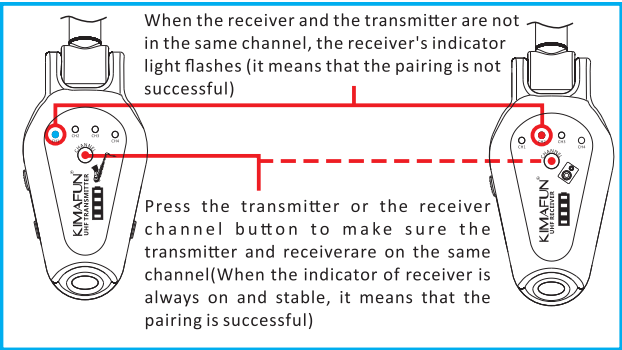 When the receiver and the transmitter are not
in the same channel, the receiver's indicator
light flashes (it means that the pairing is not
successful)
CH2
CH3
CH4
CHANNEL
KIMAFUN®
UHF TRANSMITTER
CH1
CH3
CH4
CHANNEL
KIMAFUN®
UHF RECEIVER
Press the transmitter or the receiver
channel button to make sure the
transmitter and receiverare on the same
channel(When the indicator of receiver is
always on and stable, it means that the
pairing is successful)